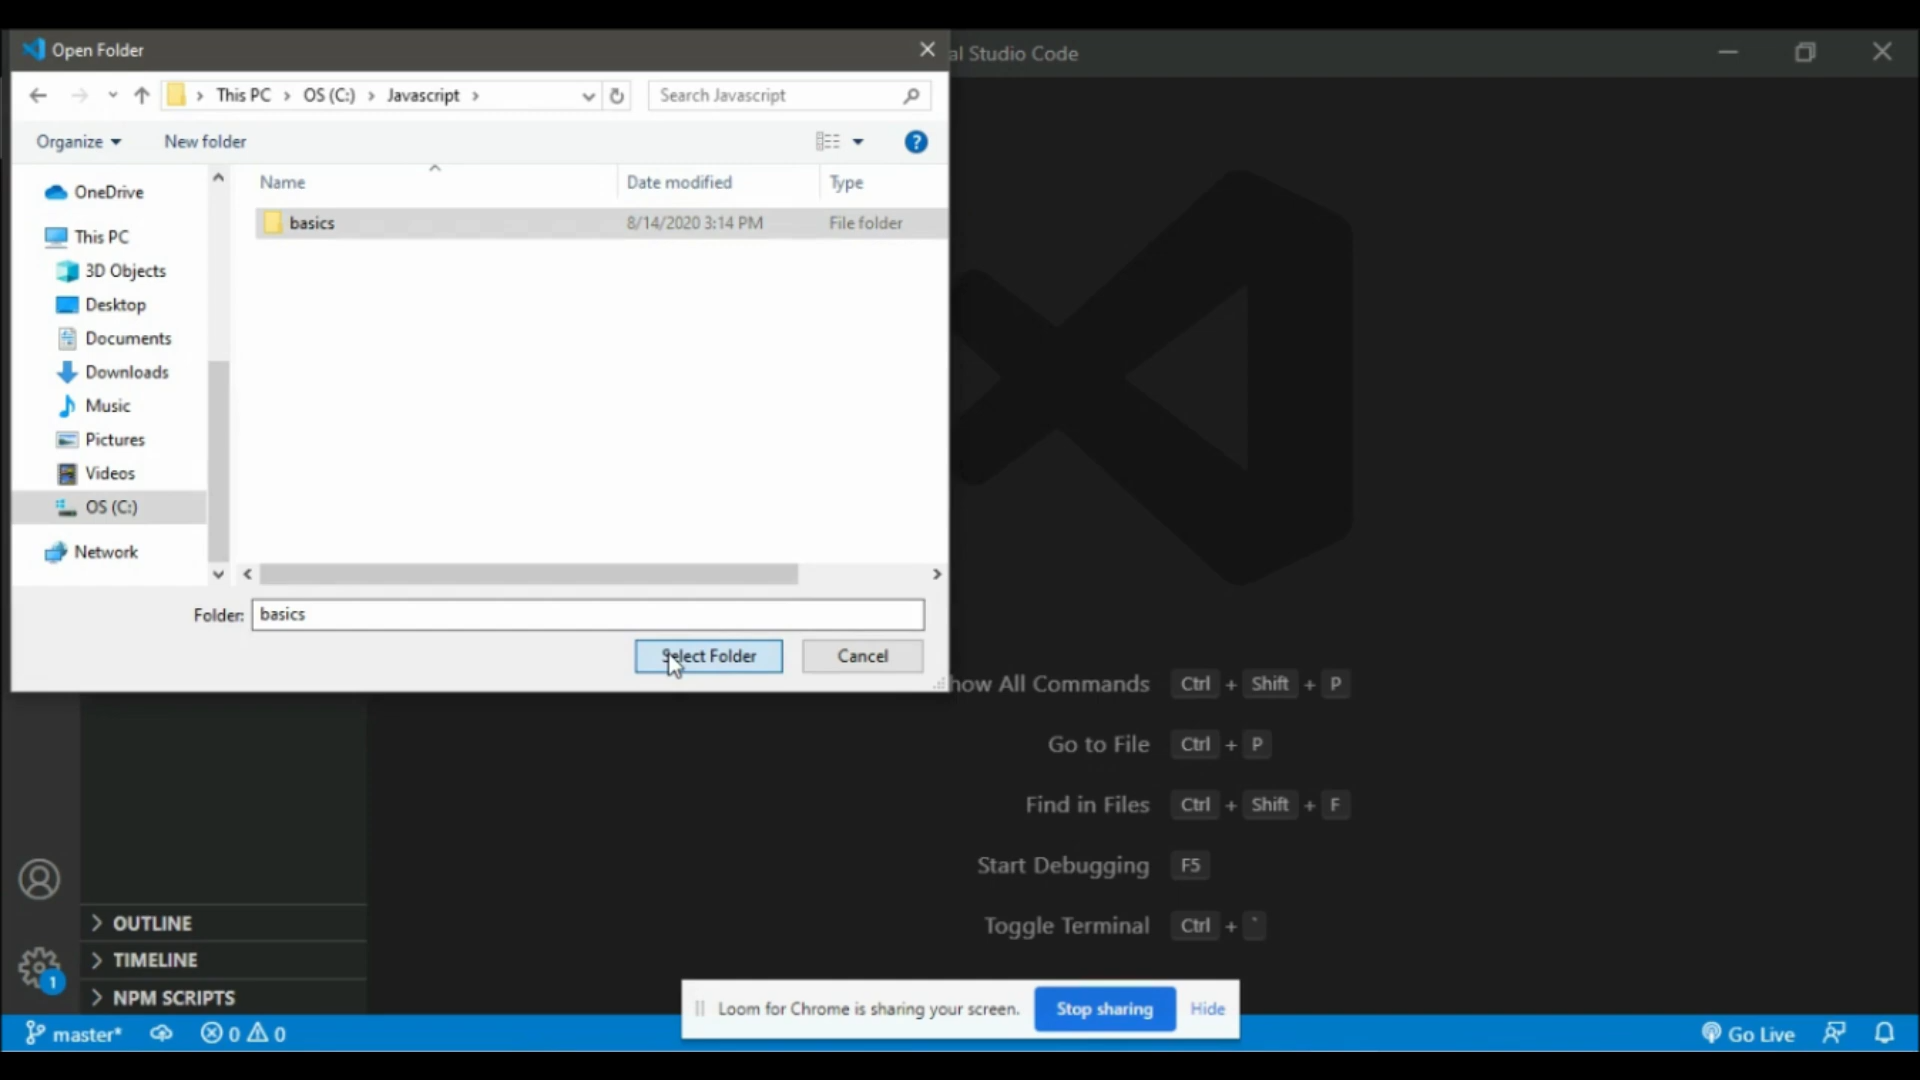 Open Folder
al Studio Code
This PC > OS (C:) > Javascript >
Search Javascript
Organize
New folder
Name
Date modified
Type
OneDrive
This PC
3D Objects
Desktop
Documents
Downloads
Music
Pictures
Videos
OS (C:)
Network
basics
8/14/2020 3:14 PM
File folder
Folder:
basics
Select Folder
Cancel
how All Commands Ctrl + Shift + P
Go to File Ctrl + P
Find in Files Ctrl + Shift + F
Start Debugging F5
Toggle Terminal Ctrl + `
OUTLINE
TIMELINE
NPM SCRIPTS
1
Loom for Chrome is sharing your screen.
Stop sharing
Hide
master*
0
0
Go Live